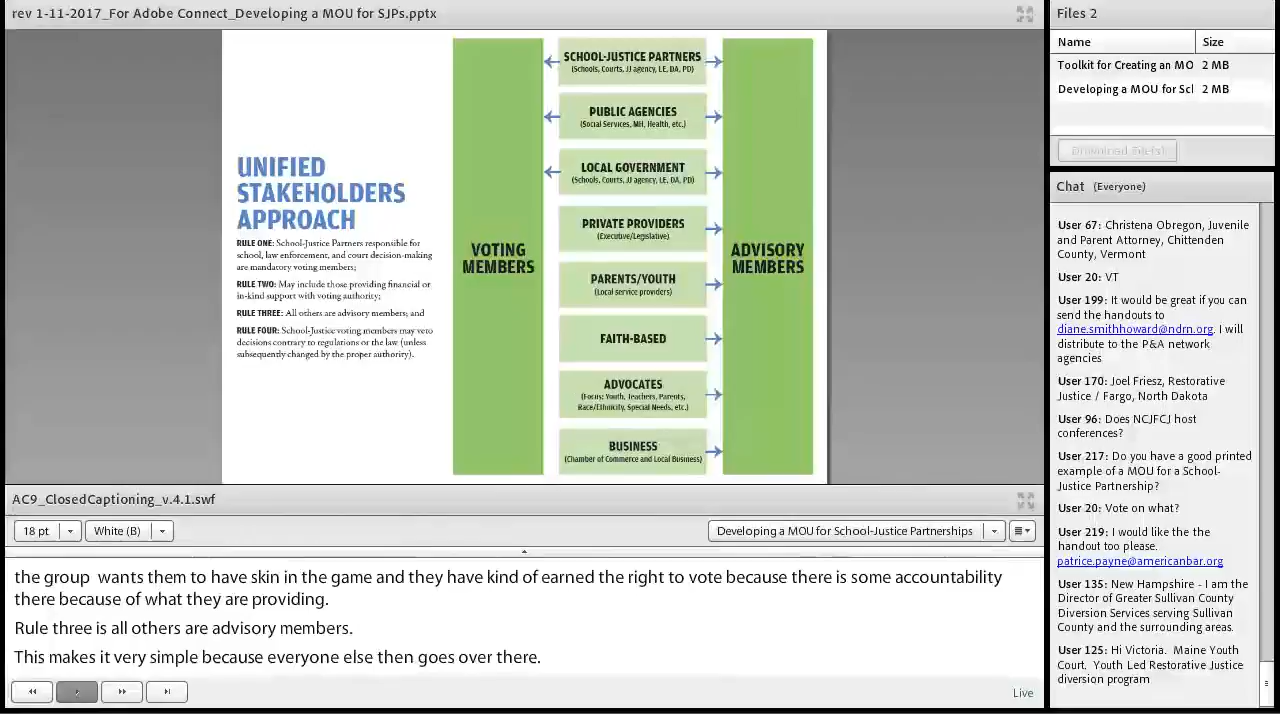 rev 1-11-2017_For Adobe Connect_Developing a MOU for SJPs.pptx
UNIFIED
STAKEHOLDERS
APPROACH
RULE ONE: School-Justice Partners responsible for
school, law enforcement, and court decision-making
are mandatory voting members;
RULE TWO: May include those providing financial or
in-kind support with voting authority;
RULE THREE: All others are advisory members; and
RULE FOUR: School-Justice voting members may veto
decisions contrary to regulations or the law (unless
subsequently changed by the proper authority).
VOTING
MEMBERS
SCHOOL-JUSTICE PARTNERS
(Schools, Courts, JJ agency, LE, DA, PD)
PUBLIC AGENCIES
(Social Services, MH, Health, etc.)
LOCAL GOVERNMENT
(Schools, Courts, JJ agency, LE, DA, PD)
PRIVATE PROVIDERS
(Executive/Legislative)
PARENTS/YOUTH
(Local service providers)
FAITH-BASED
ADVOCATES
(Focus: Youth, Teachers, Parents,
Race/Ethnicity, Special Needs, etc.)
BUSINESS
(Chamber of Commerce and Local Business)
ADVISORY
MEMBERS
AC9_ClosedCaptioning_v.4.1.swf
18 pt
White (B)
Developing a MOU for School-Justice Partnerships
the group wants them to have skin in the game and they have kind of earned the right to vote because there is some accountability
there because of what they are providing.
Rule three is all others are advisory members.
This makes it very simple because everyone else then goes over there.
Live
Files 2
Name Size
Toolkit for Creating an MO 2 MB
Developing a MOU for Scl 2 MB
Download File(s)
Chat (Everyone)
User 67: Christena Obregon, Juvenile
and Parent Attorney, Chittenden
County, Vermont
User 20: VT
User 199: It would be great if you can
send the handouts to
diane.smithhoward@ndrn.org. I will
distribute to the P&A network
agencies
User 170: Joel Friesz, Restorative
Justice / Fargo, North Dakota
User 96: Does NCJFCJ host
conferences?
User 217: Do you have a good printed
example of a MOU for a School-
Justice Partnership?
User 20: Vote on what?
User 219: I would like the the
handout too please.
patrice.payne@americanbar.org
User 135: New Hampshire - I am the
Director of Greater Sullivan County
Diversion Services serving Sullivan
County and the surrounding areas.
User 125: Hi Victoria. Maine Youth
Court. Youth Led Restorative Justice
diversion program